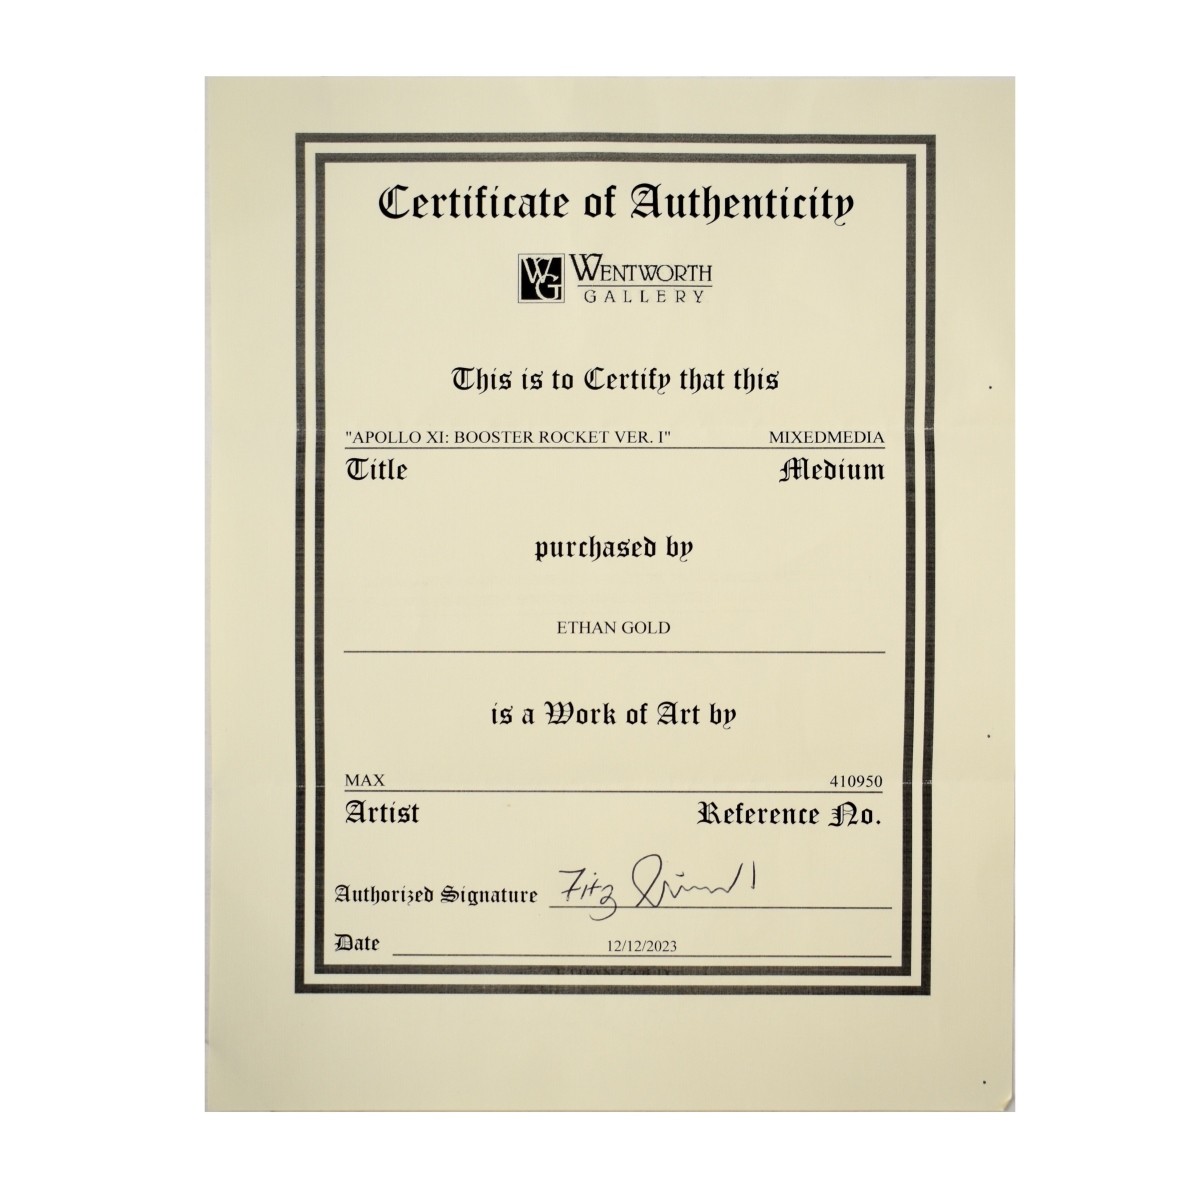 Certificate of Authenticity
WG WENTWORTH
GALLERY
This is to Certify that this
"APOLLO XI: BOOSTER ROCKET VER. I" MIXEDMEDIA
Title Medium
purchased by
ETHAN GOLD
is a Work of Art by
MAX 410950
Artist Reference No.
Authorized Signature Fitz
Date 12/12/2023